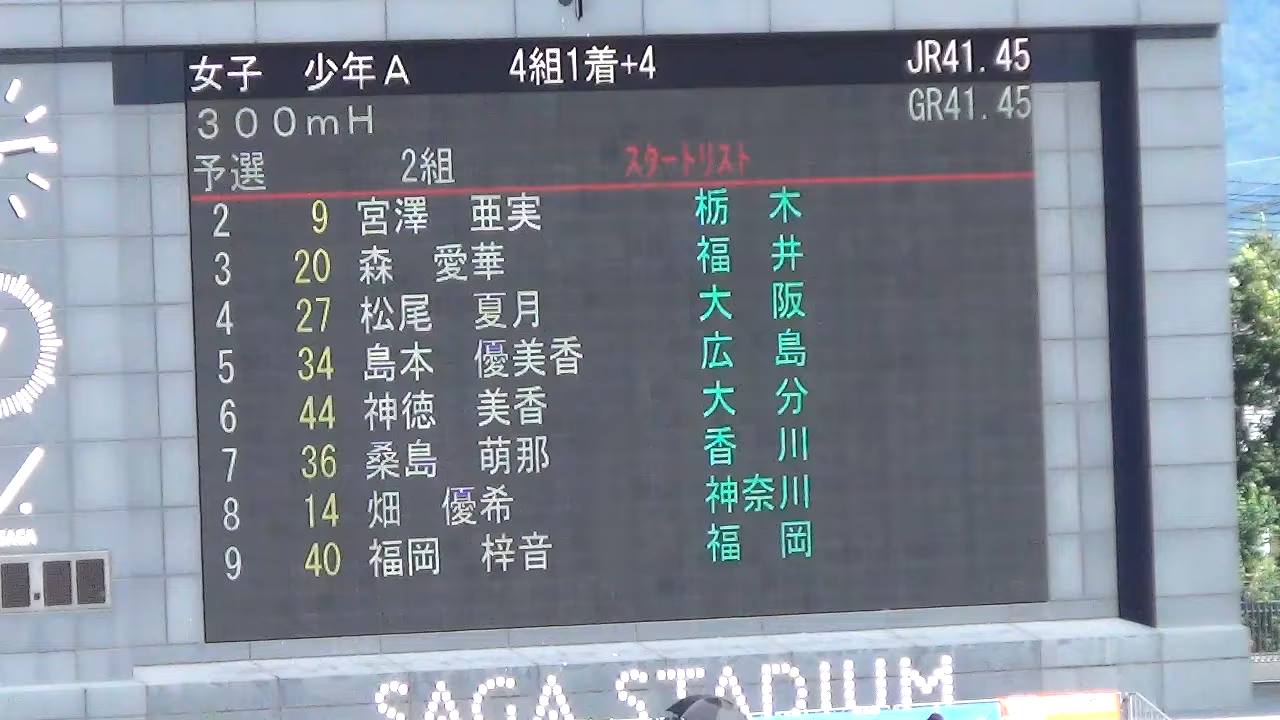 女子 少年A 4組1着+4 JR41.45
300mH GR41.45
予選 2組 スタートリスト
2 9 宮澤 亜実 栃木
3 20 森 愛華 福井
4 27 松尾 夏月 大阪
5 34 島本 優美香 広島
6 44 神徳 美香 大分
7 36 桑島 萌那 香川
8 14 畑 優希 神奈川
9 40 福岡 梓音 福岡
SAGA STADIUM